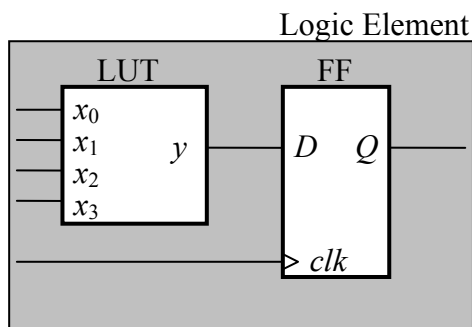 Logic Element
LUT
FF
x0
x1
x2
x3
y
D
Q
clk